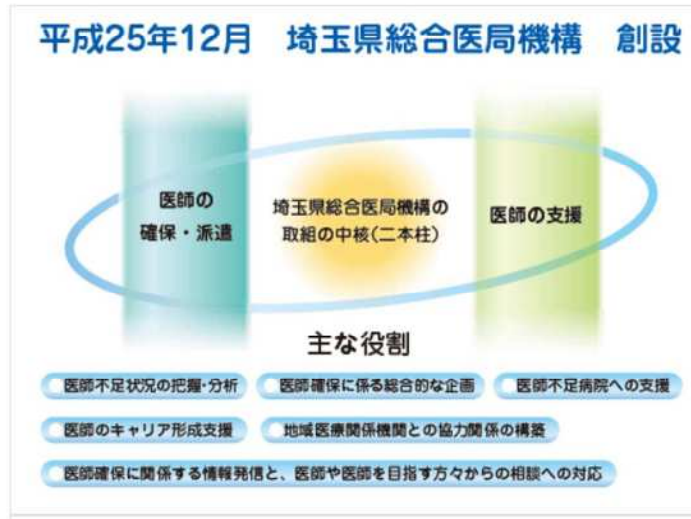 平成25年12月　埼玉県総合医局機構　創設
医師の
確保・派遣
埼玉県総合医局機構の
取組の中核(二本柱)
医師の支援
主な役割
医師不足状況の把握・分析
医師確保に係る総合的な企画
医師不足病院への支援
医師のキャリア形成支援
地域医療関係機関との協力関係の構築
医師確保に関係する情報発信と、医師や医師を目指す方々からの相談への対応